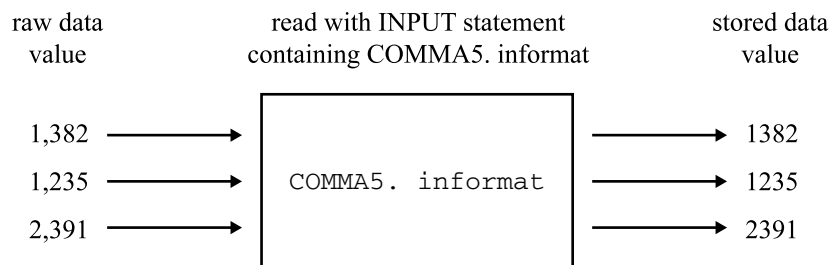 raw data
value
read with INPUT statement
containing COMMA5. informat
stored data
value
1,382
1,235
2,391
COMMA5. informat
1382
1235
2391